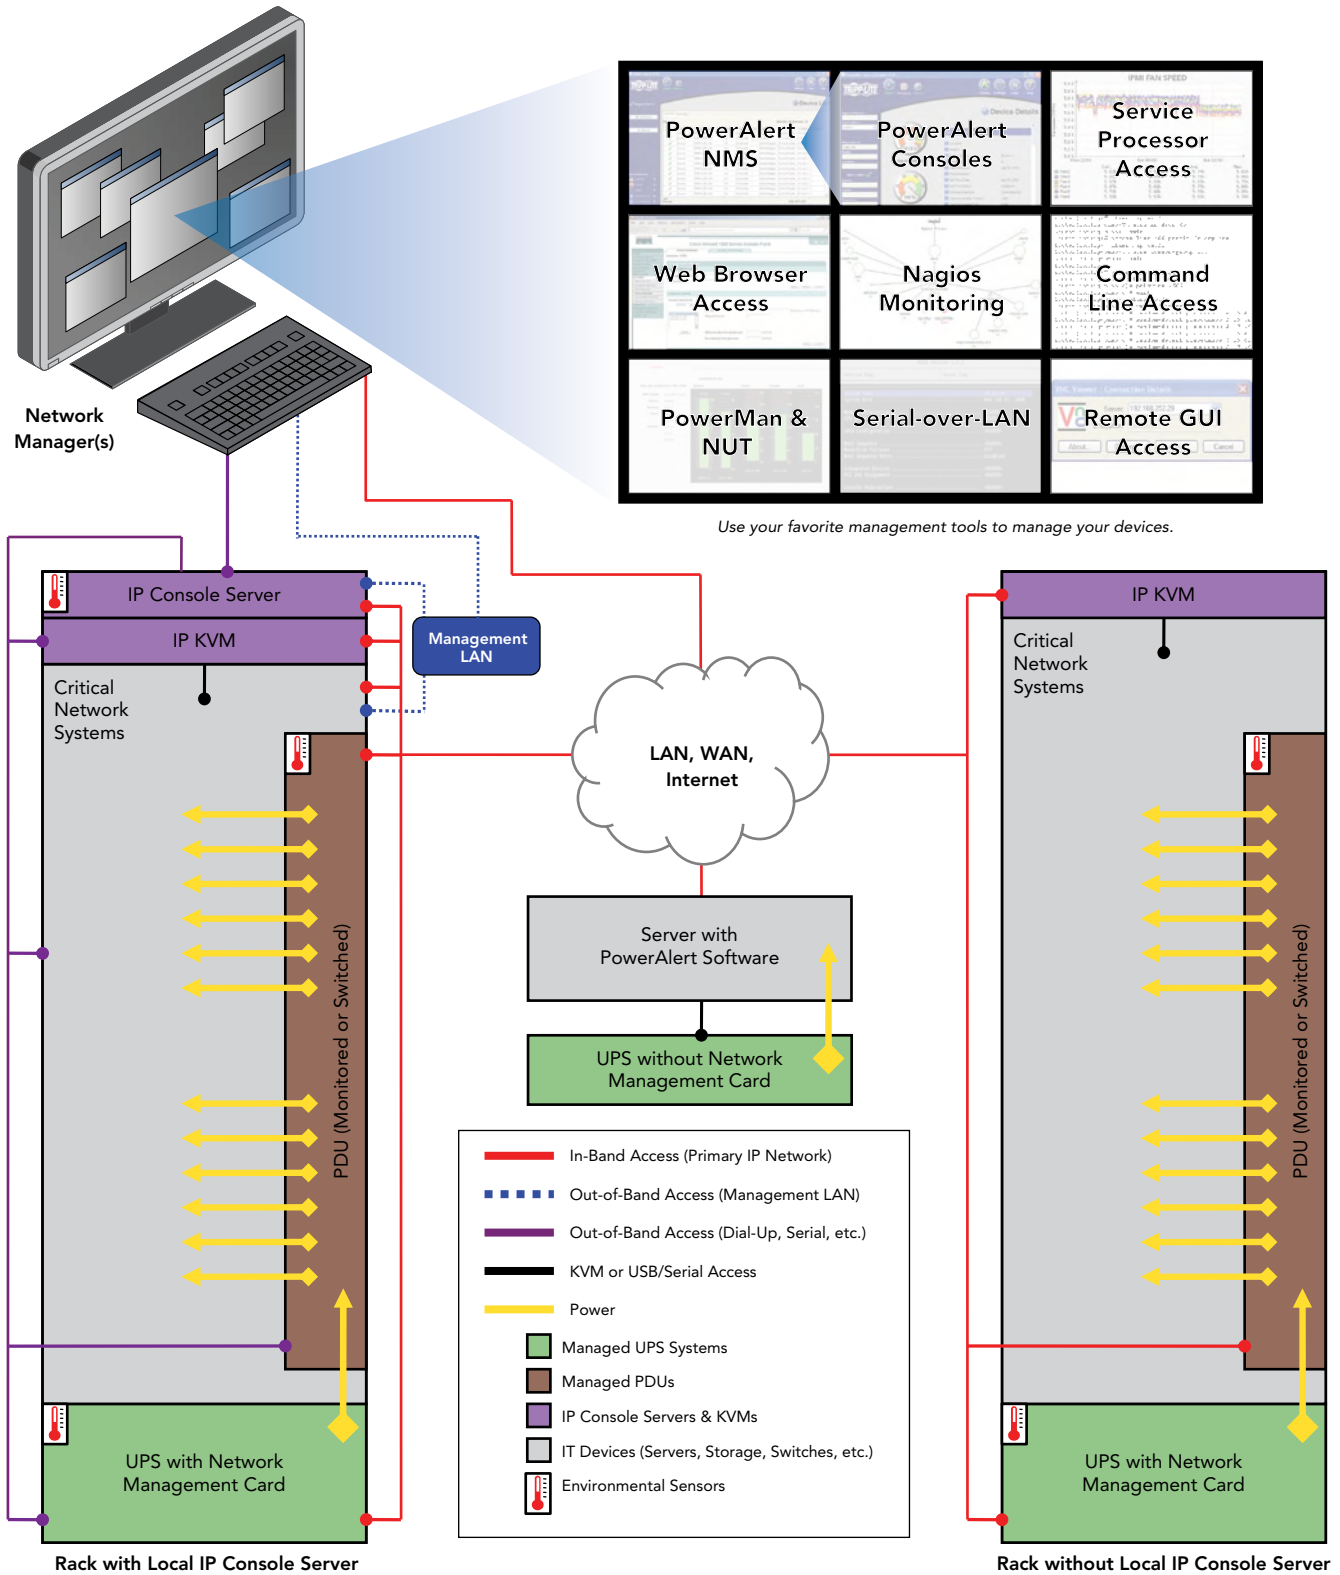 IPMI FAN SPEED
Device Details
PowerAlert
NMS
PowerAlert
Consoles
Service
Processor
Access
Web Browser
Access
Nagios
Monitoring
Command
Line Access
PowerMan &
NUT
Serial-over-LAN
Remote GUI
Access
Use your favorite management tools to manage your devices.
Network
Manager(s)
IP Console Server
IP KVM
Critical
Network
Systems
Management
LAN
LAN, WAN,
Internet
IP KVM
Critical
Network
Systems
PDU (Monitored or Switched)
Server with
PowerAlert Software
UPS without Network
Management Card
PDU (Monitored or Switched)
In-Band Access (Primary IP Network)
Out-of-Band Access (Management LAN)
Out-of-Band Access (Dial-Up, Serial, etc.)
KVM or USB/Serial Access
Power
Managed UPS Systems
Managed PDUs
IP Console Servers & KVMs
IT Devices (Servers, Storage, Switches, etc.)
Environmental Sensors
UPS with Network
Management Card
UPS with Network
Management Card
Rack with Local IP Console Server
Rack without Local IP Console Server